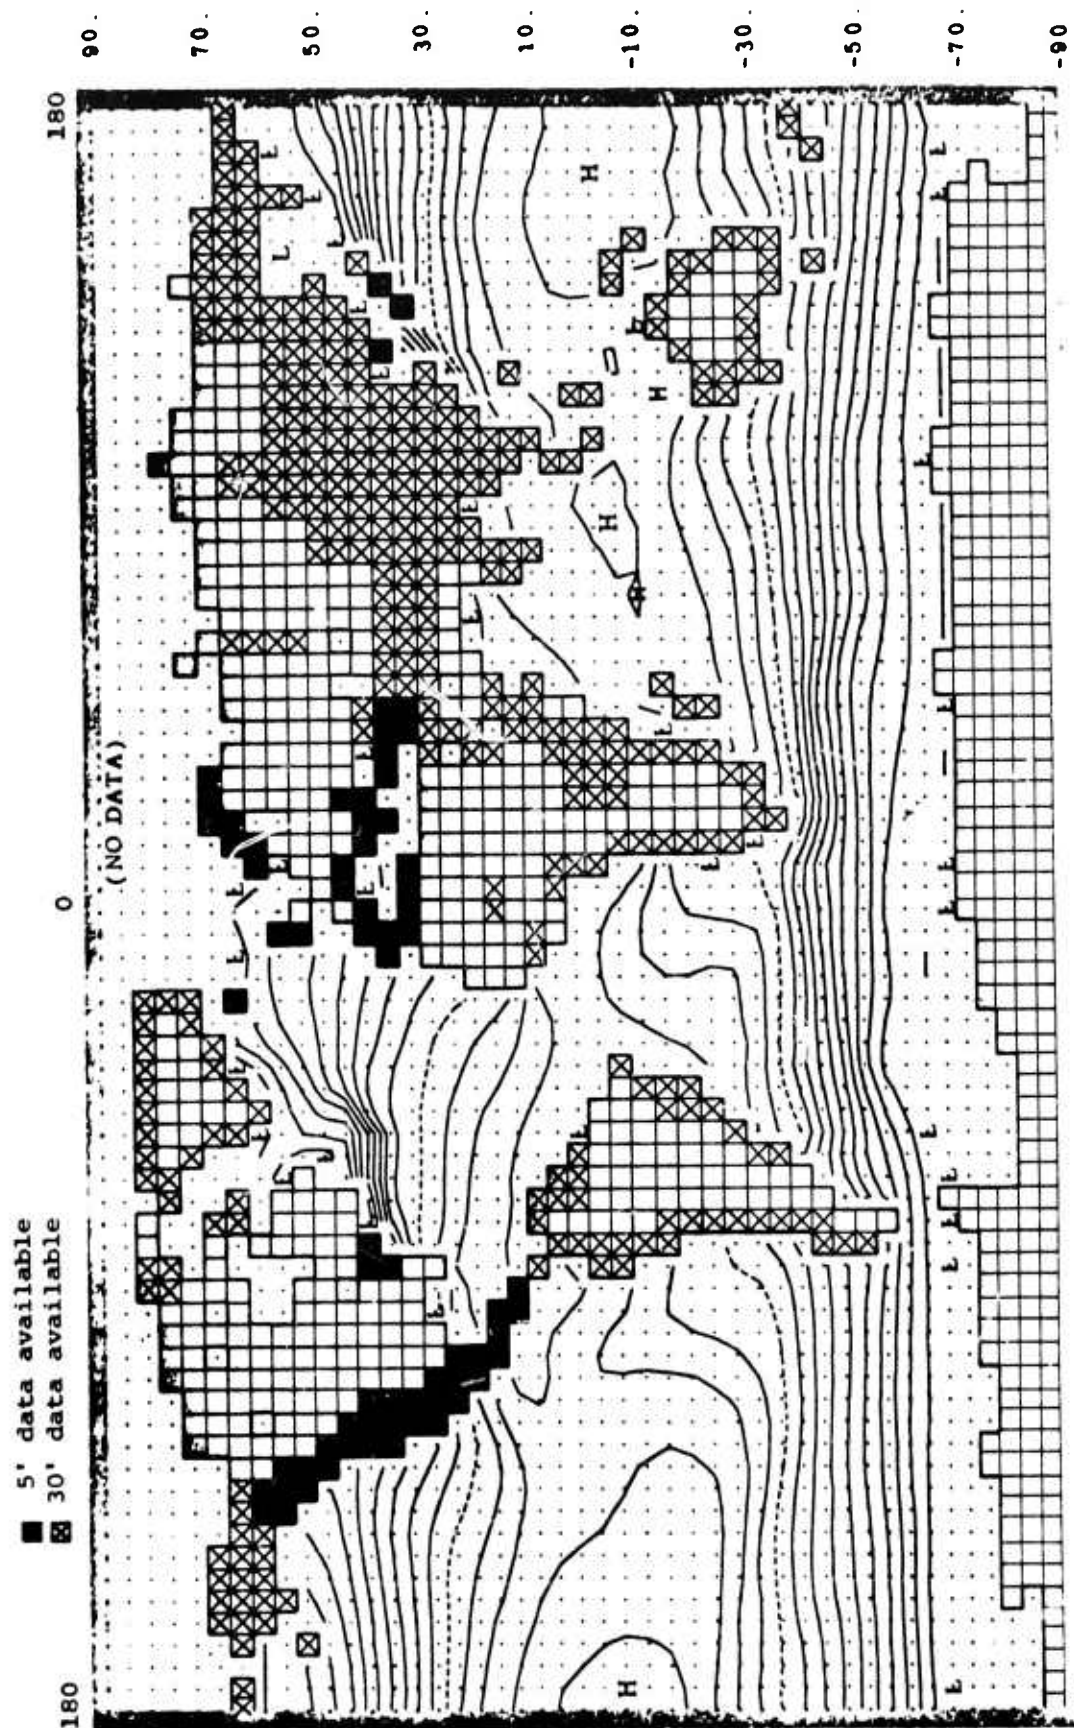 ■ 5' data available
⊠ 30' data available
180
0
180
(NO DATA)
90.
70.
50.
30.
10.
-10.
-30.
-50.
-70.
-90
L
H
H
H
H